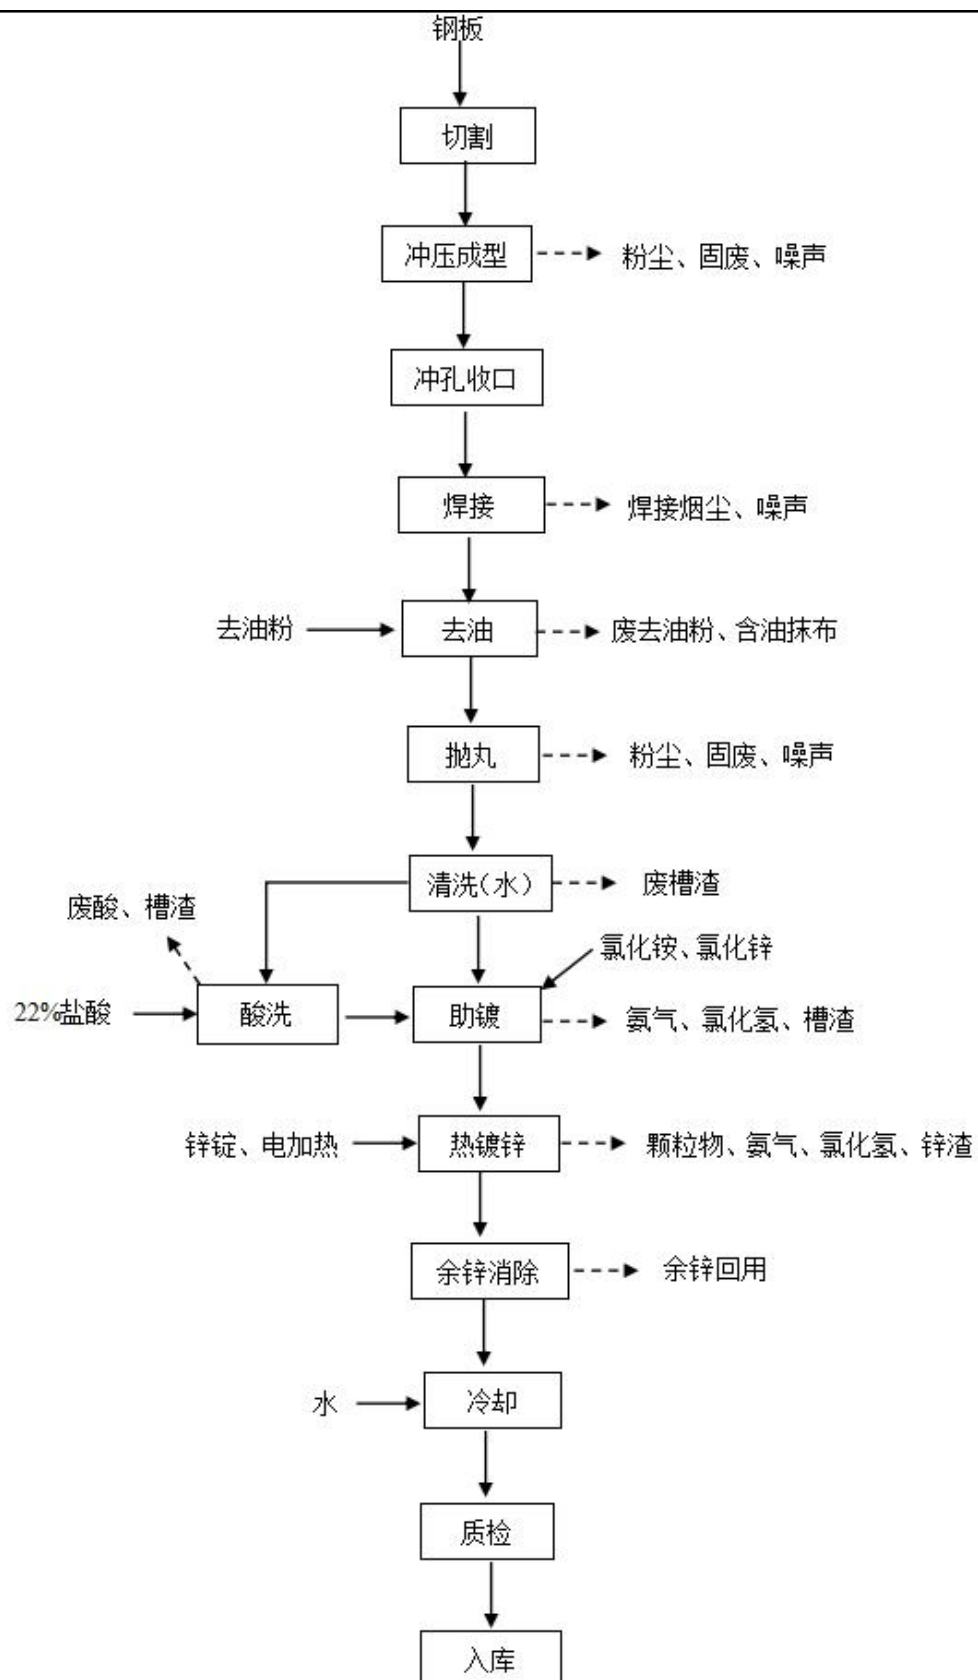 钢板
切割
冲压成型
粉尘、固废、噪声
冲孔收口
焊接
焊接烟尘、噪声
去油粉
去油
废去油粉、含油抹布
抛丸
粉尘、固废、噪声
清洗（水）
废槽渣
废酸、槽渣
氯化铵、氯化锌
22%盐酸
酸洗
助镀
氨气、氯化氢、槽渣
锌锭、电加热
热镀锌
颗粒物、氨气、氯化氢、锌渣
余锌消除
余锌回用
水
冷却
质检
入库